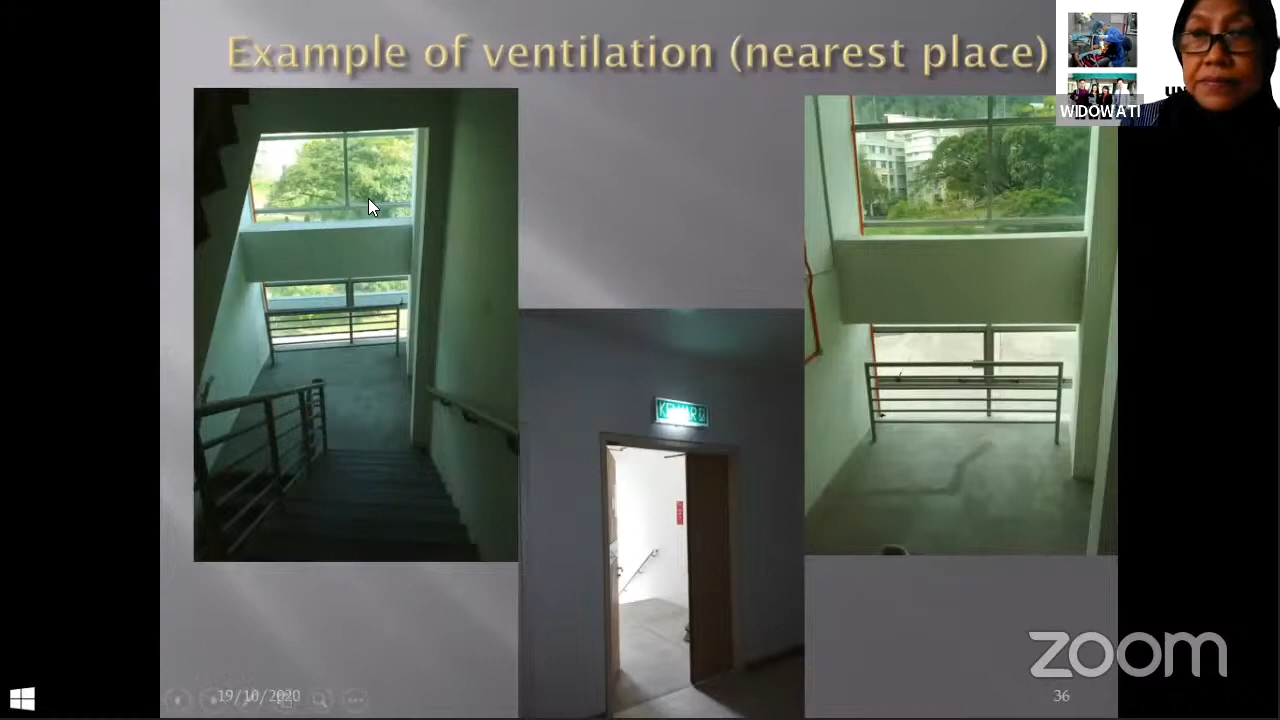 Example of ventilation (nearest place)
WIDOWATI
KELUAR
zoom
19/10/2020
36